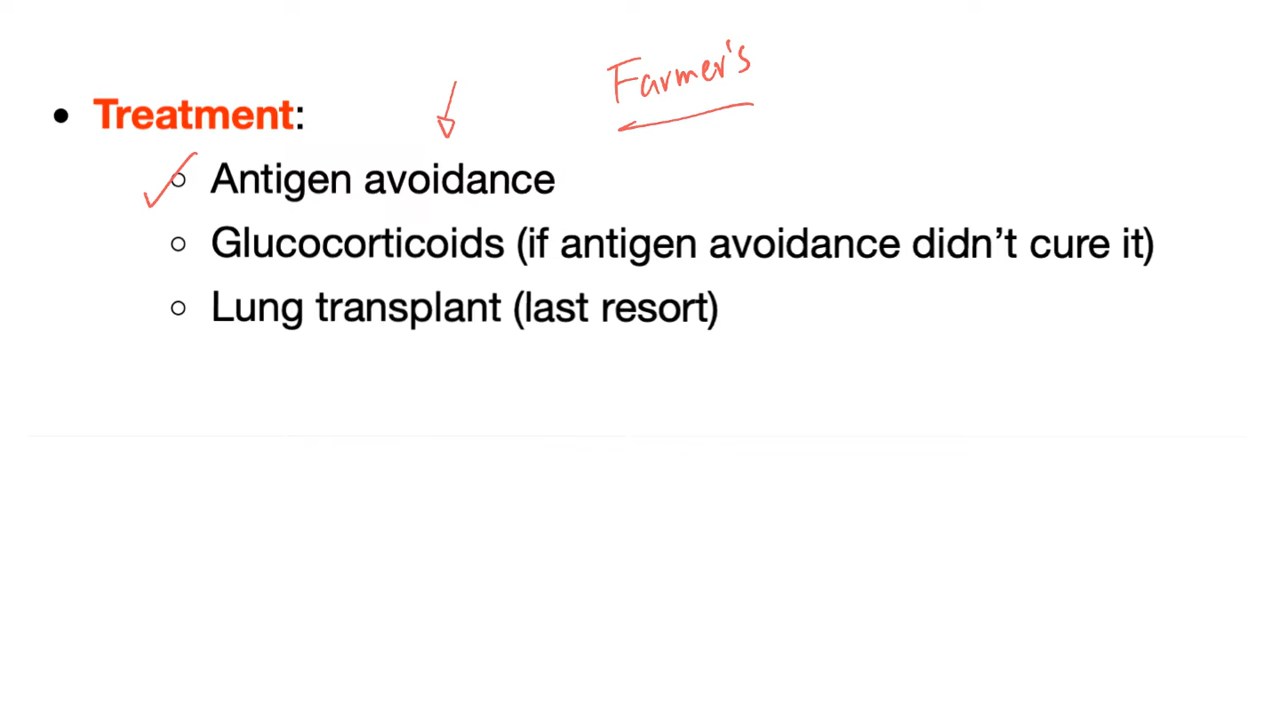 Farmer's
• Treatment:
○ Antigen avoidance
○ Glucocorticoids (if antigen avoidance didn't cure it)
○ Lung transplant (last resort)